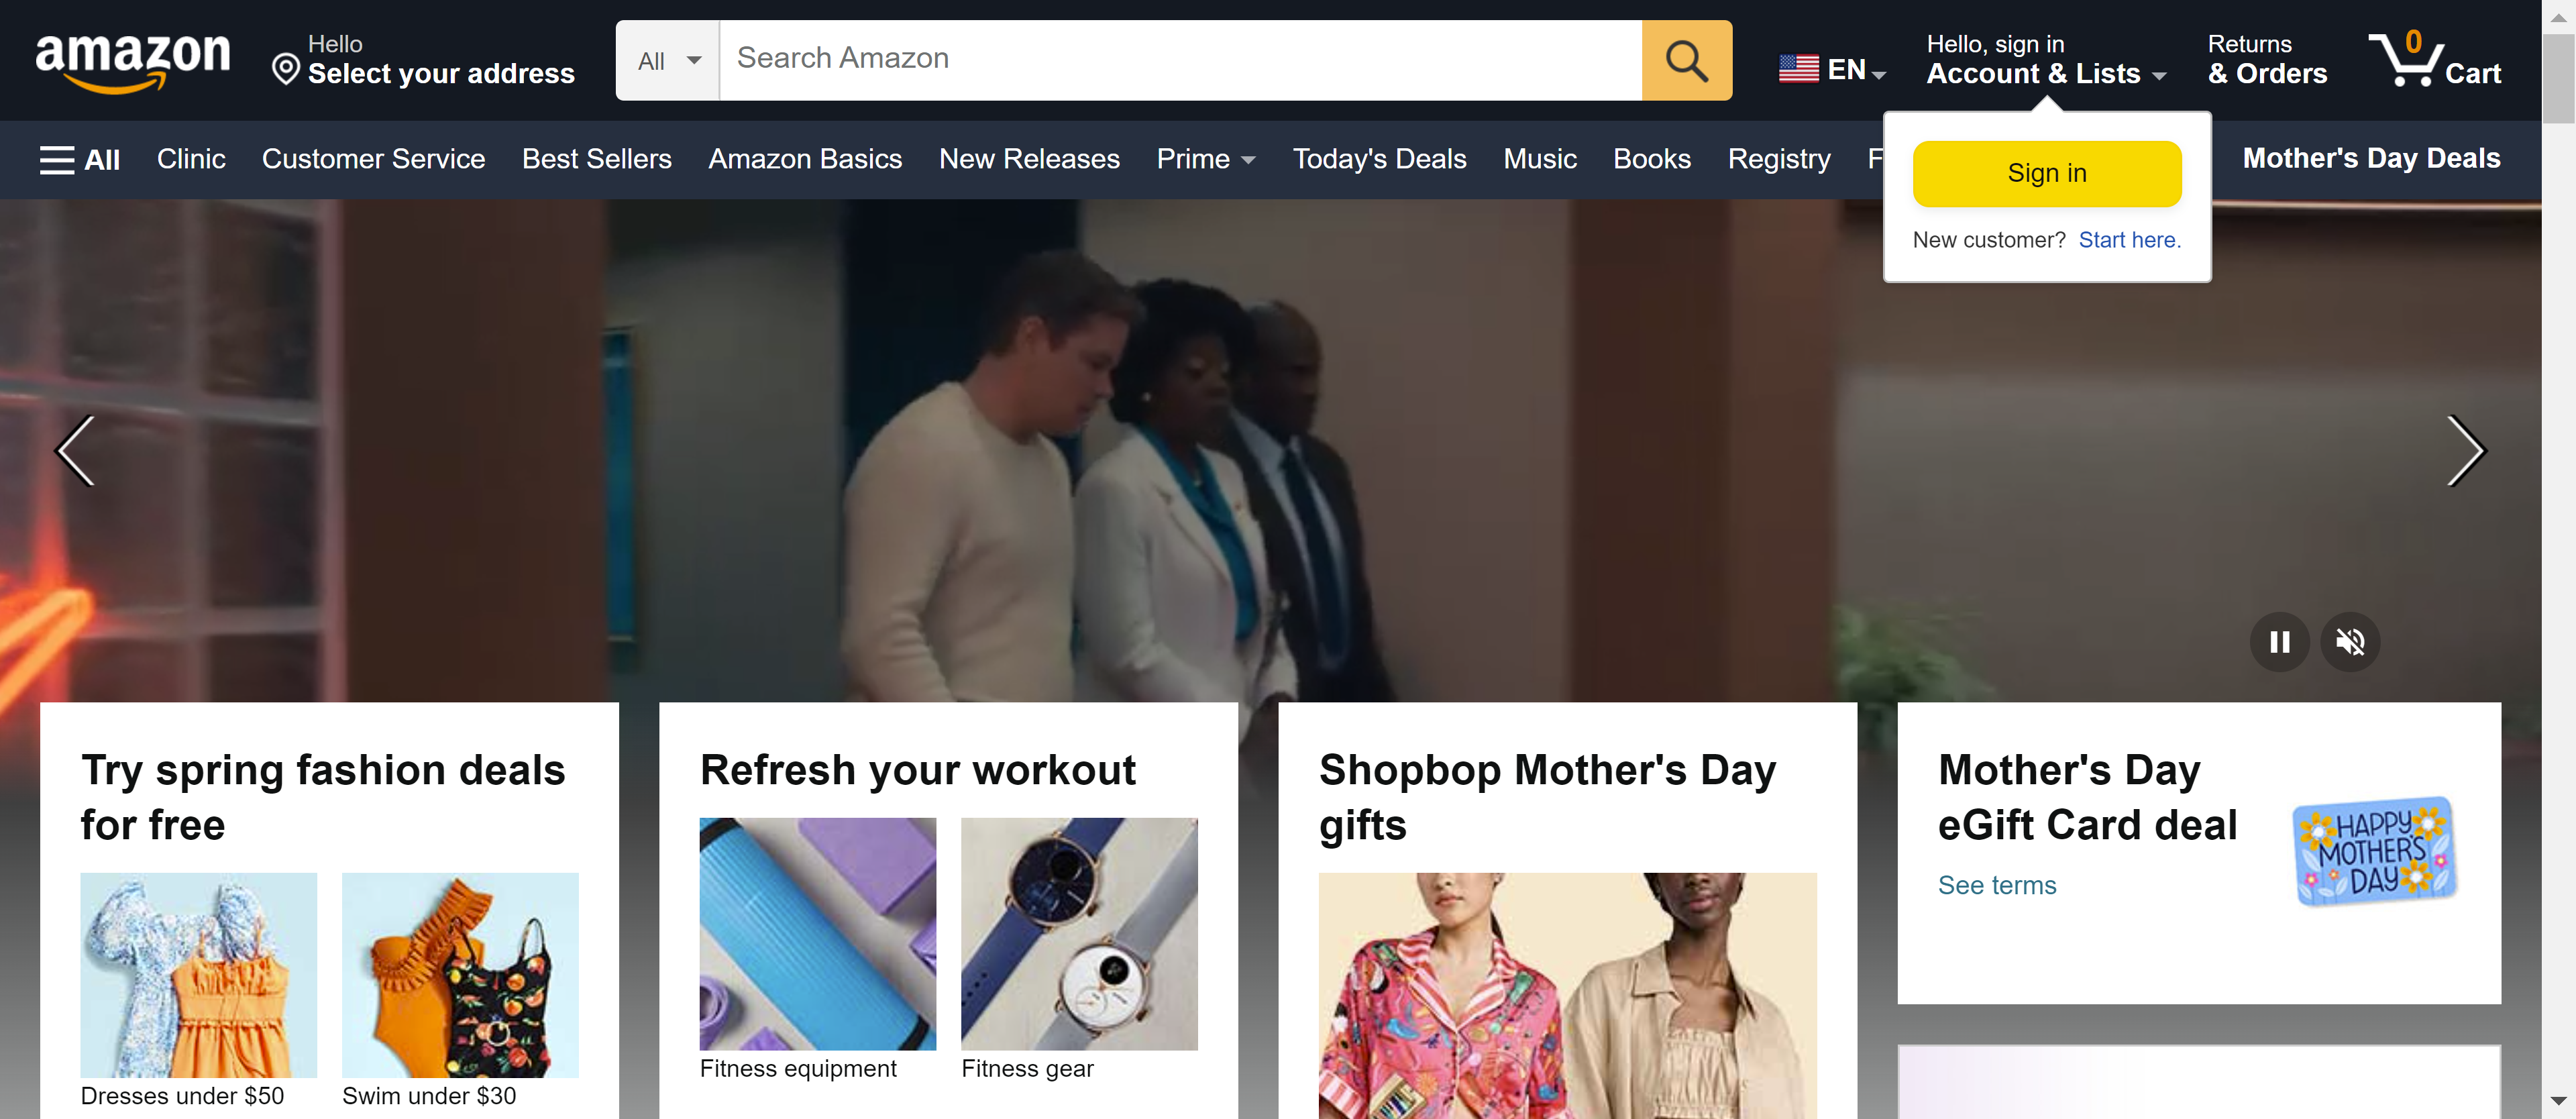 amazon
Hello
Select your address
All
Search Amazon
EN
Hello, sign in
Account & Lists
Returns
& Orders
0
Cart
All
Clinic
Customer Service
Best Sellers
Amazon Basics
New Releases
Prime
Today's Deals
Music
Books
Registry
F
Mother's Day Deals
Sign in
New customer? Start here.
Try spring fashion deals
for free
Dresses under $50
Swim under $30
Refresh your workout
Fitness equipment
Fitness gear
Shopbop Mother's Day
gifts
Mother's Day
eGift Card deal
See terms
HAPPY
MOTHER'S
DAY